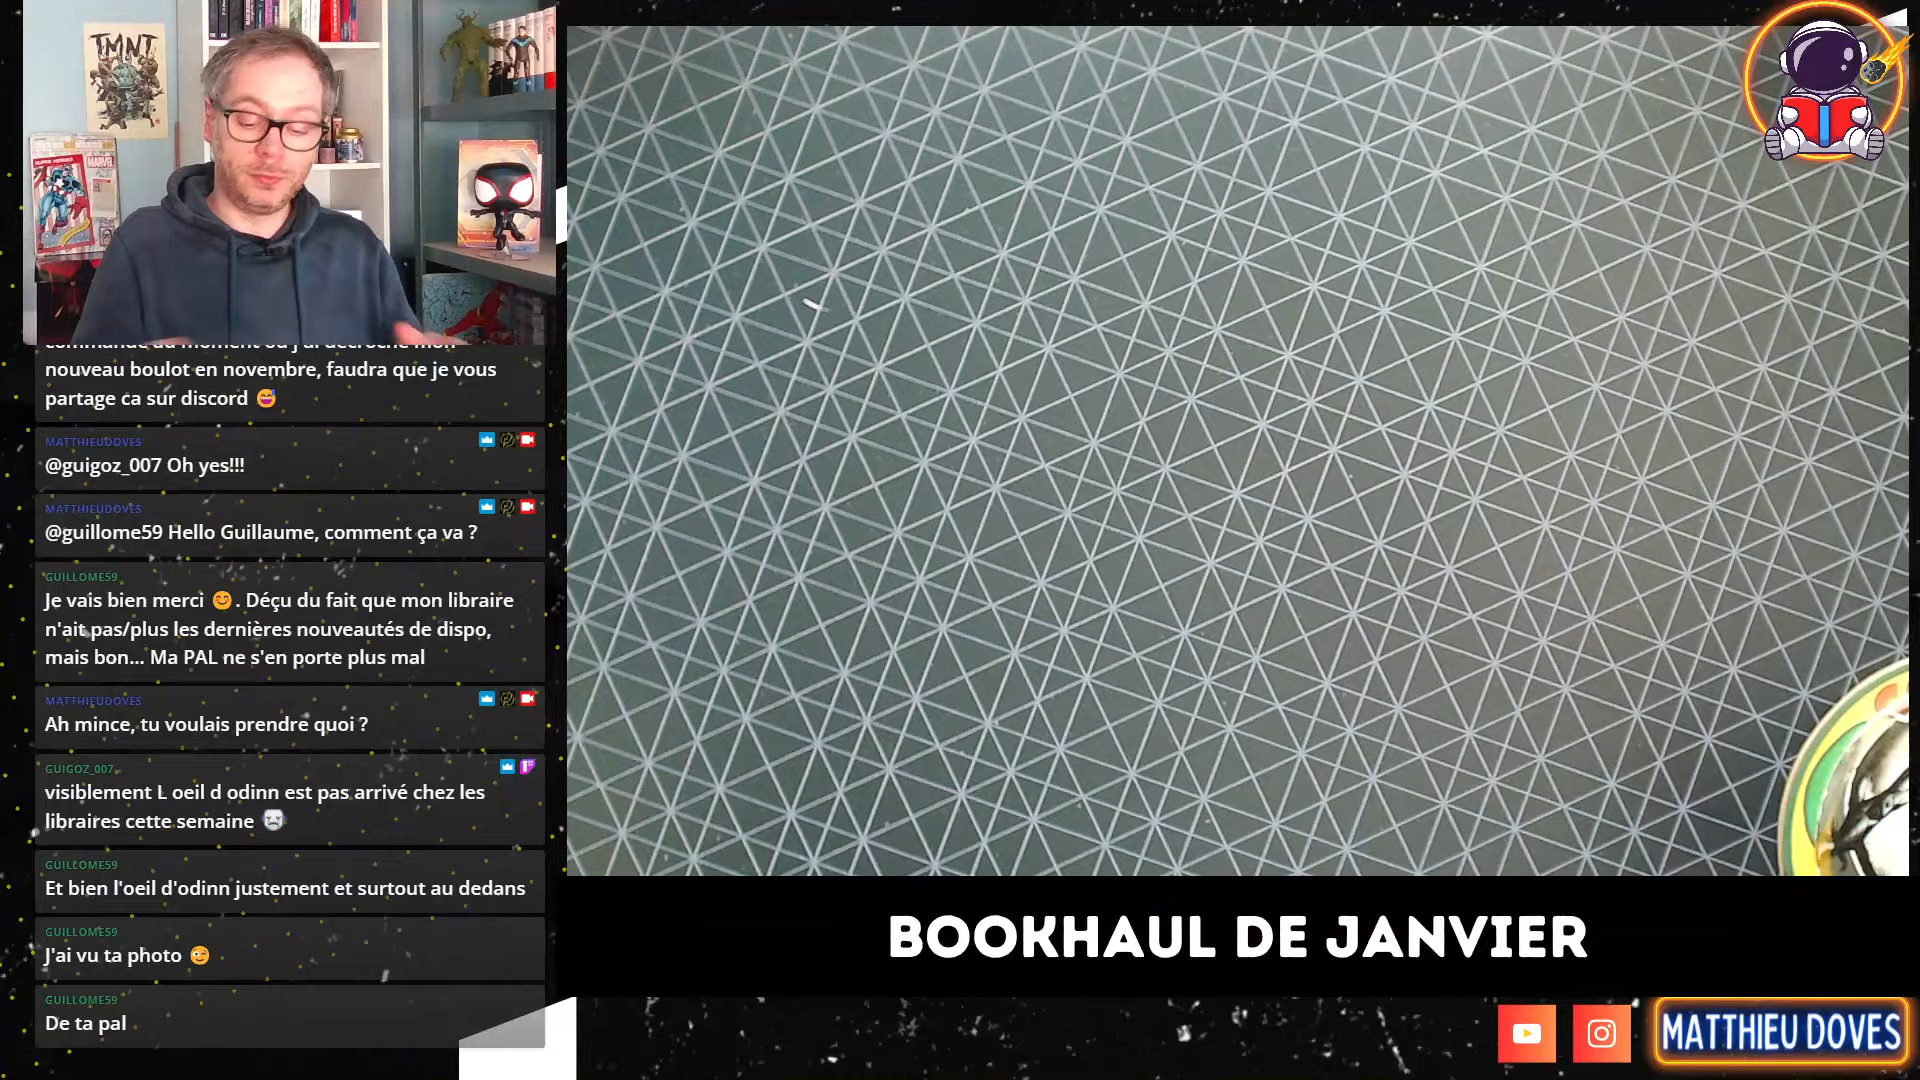 TMNT
MARVEL
nouveau boulot en novembre, faudra que je vous
partage ca sur discord
MATTHIEUDOVES
@guigoz_007 Oh yes!!!
MATTHIEUDOVES
@guillome59 Hello Guillaume, comment ça va ?
GUILLOME59
Je vais bien merci . Déçu du fait que mon libraire
n'ait pas/plus les dernières nouveautés de dispo,
mais bon... Ma PAL ne s'en porte plus mal
MATTHIEUDOVES
Ah mince, tu voulais prendre quoi ?
GUIGOZ_007
visiblement L oeil d odinn est pas arrivé chez les
libraires cette semaine
GUILLOME59
Et bien l'oeil d'odinn justement et surtout au dedans
GUILLOME59
J'ai vu ta photo
GUILLOME59
De ta pal
BOOKHAUL DE JANVIER
MATTHIEU DOVES